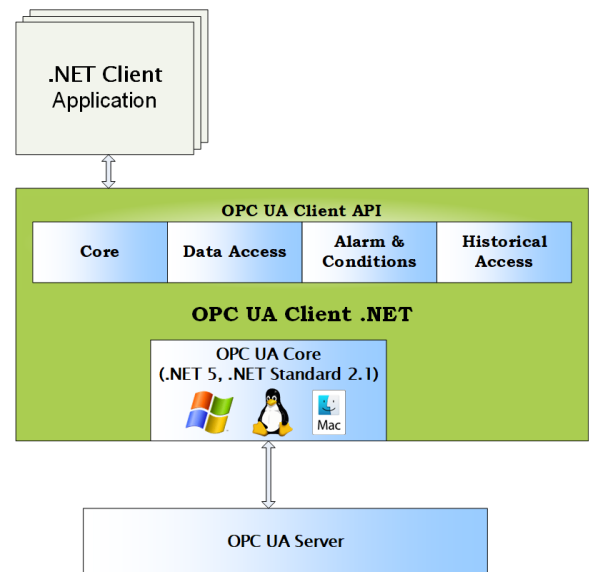 .NET Client
Application
OPC UA Client API
Core
Data Access
Alarm &
Conditions
Historical
Access
OPC UA Client .NET
OPC UA Core
(.NET 5, .NET Standard 2.1)
Mac
OPC UA Server